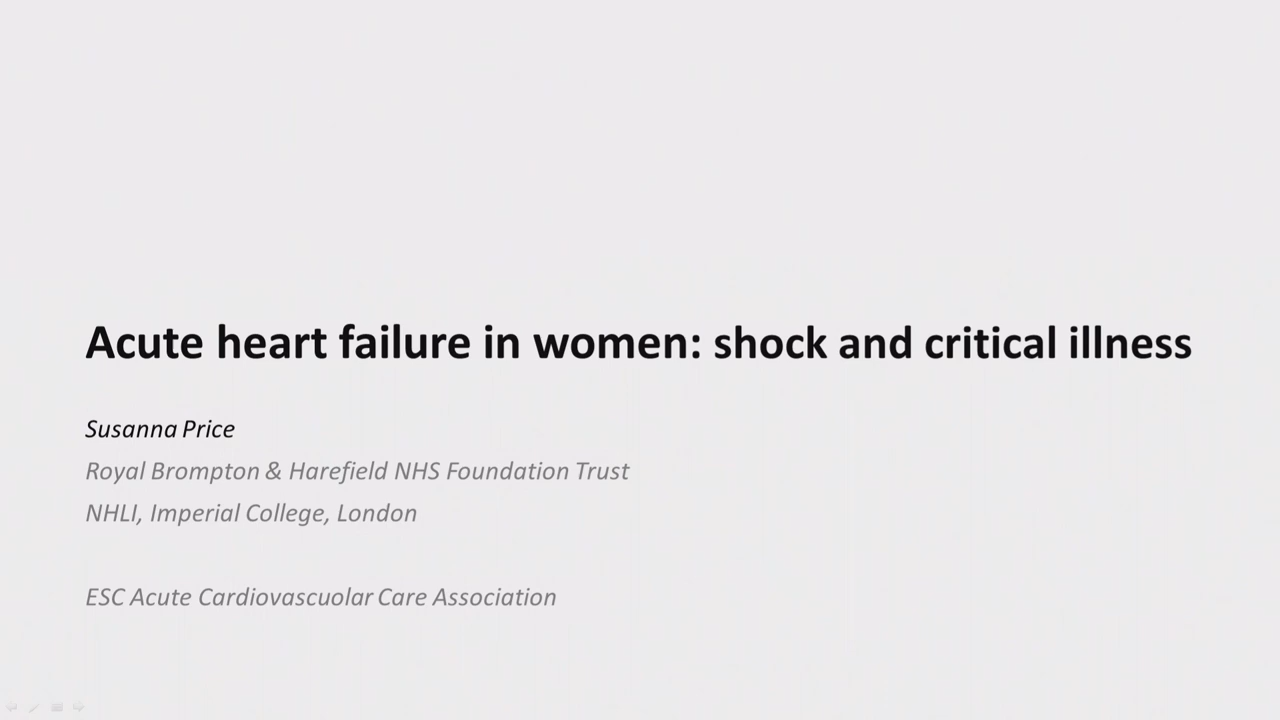 Acute heart failure in women: shock and critical illness
Susanna Price
Royal Brompton & Harefield NHS Foundation Trust
NHLI, Imperial College, London
ESC Acute Cardiovascuolar Care Association